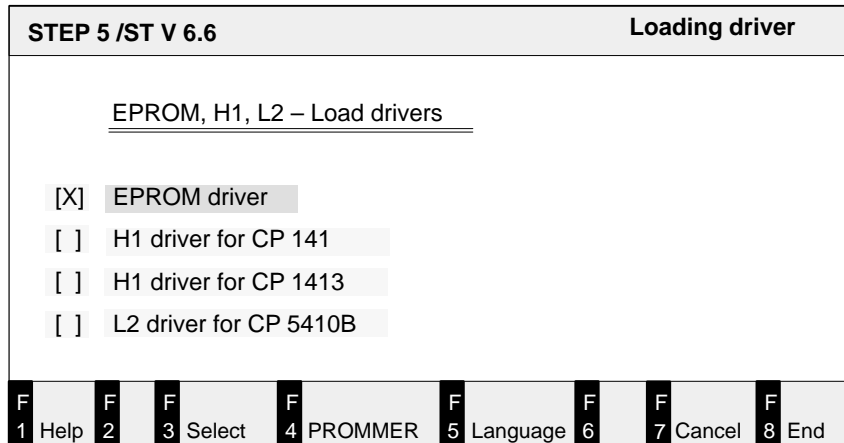 STEP 5 /ST V 6.6 Loading driver
EPROM, H1, L2 – Load drivers
[X] EPROM driver
[ ] H1 driver for CP 141
[ ] H1 driver for CP 1413
[ ] L2 driver for CP 5410B
F F F F F F F F
1 Help 2 3 Select 4 PROMMER 5 Language 6 7 Cancel 8 End